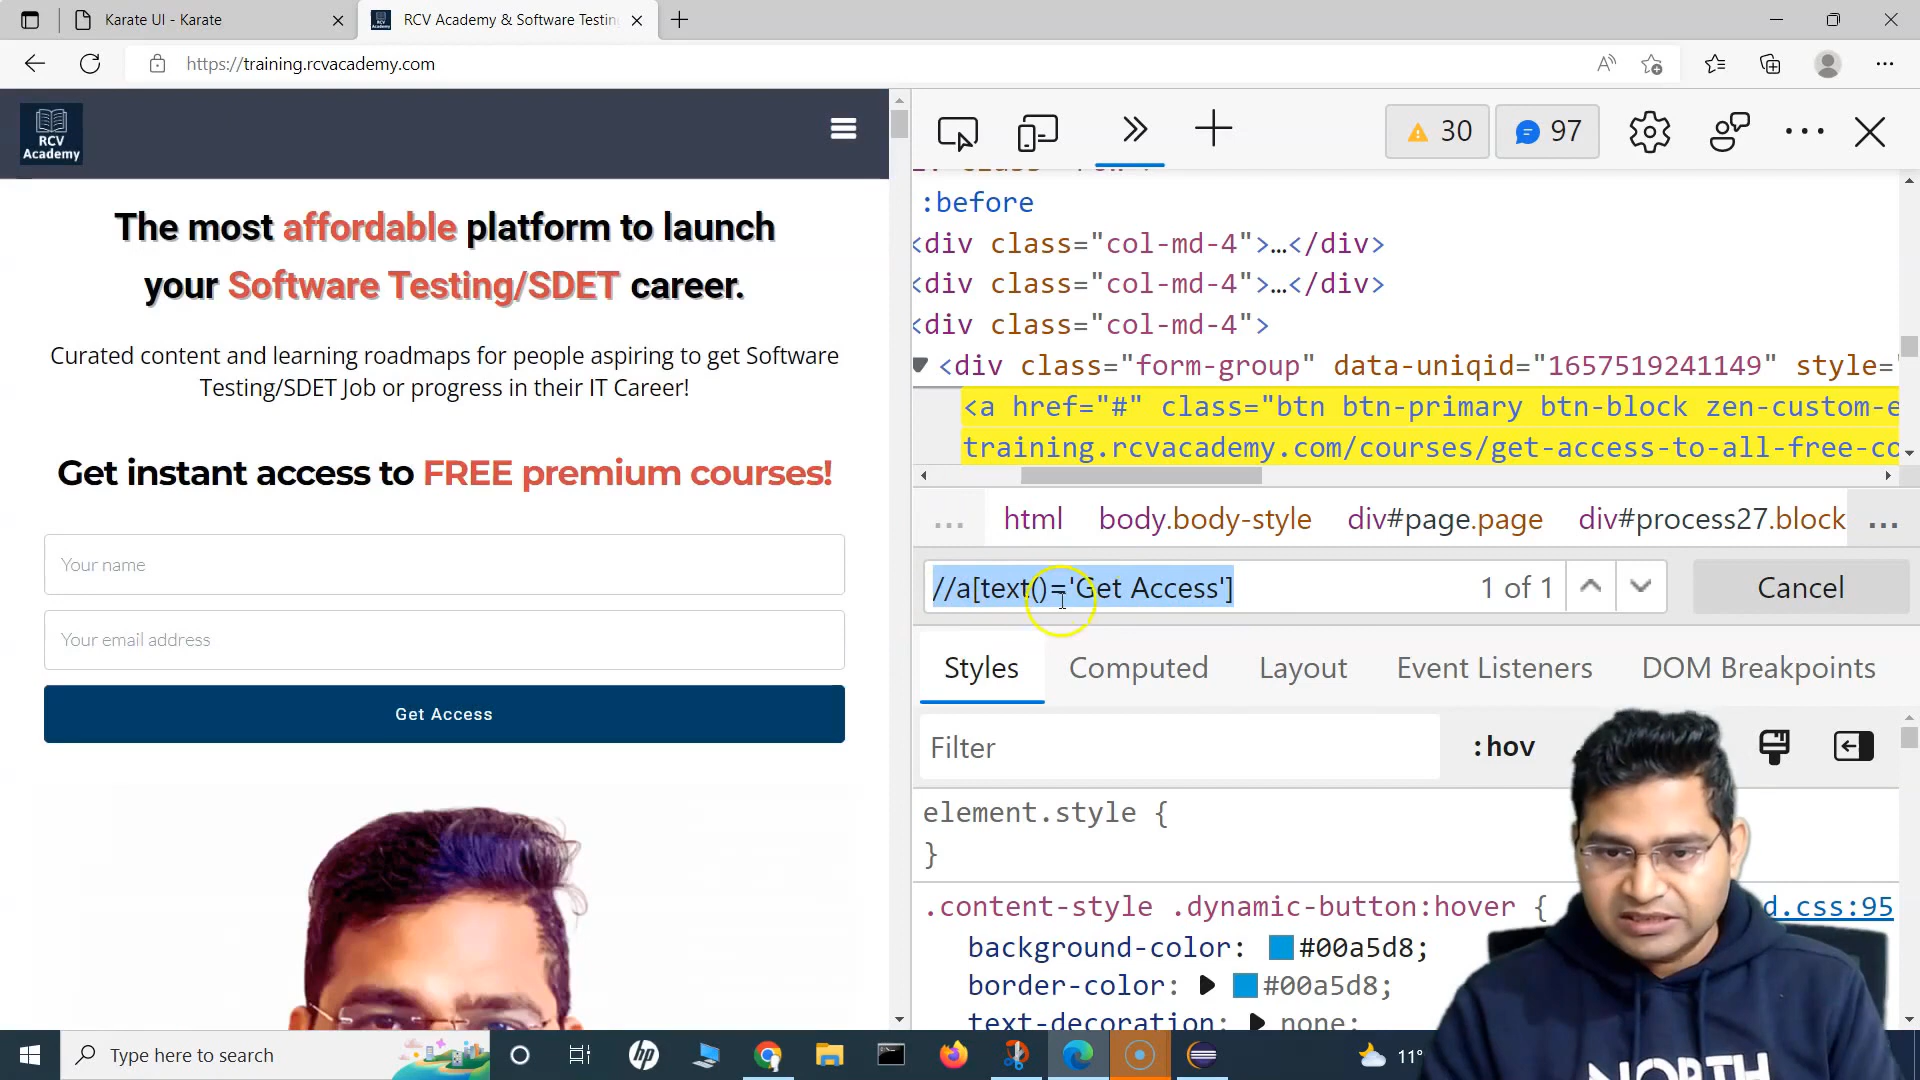 Karate UI - Karate
RCV Academy & Software Testin
https://training.rcvacademy.com
RCV
Academy
The most affordable platform to launch
your Software Testing/SDET career.
Curated content and learning roadmaps for people aspiring to get Software
Testing/SDET Job or progress in their IT Career!
Get instant access to FREE premium courses!
Your name
Your email address
Get Access
30
97
:before
<div class="col-md-4">…</div>
<div class="col-md-4">…</div>
<div class="col-md-4">
<div class="form-group" data-uniqid="1657519241149" style="
<a href="#" class="btn btn-primary btn-block zen-custom-e
training.rcvacademy.com/courses/get-access-to-all-free-co
... html body.body-style div#page.page div#process27.block ...
//a[text()='Get Access'] 1 of 1 Cancel
Styles Computed Layout Event Listeners DOM Breakpoints
Filter :hov
element.style {
}
.content-style .dynamic-button:hover { d.css:95
background-color: #00a5d8;
border-color: #00a5d8;
text-decoration: none;
NORTH
Type here to search
hp
11°